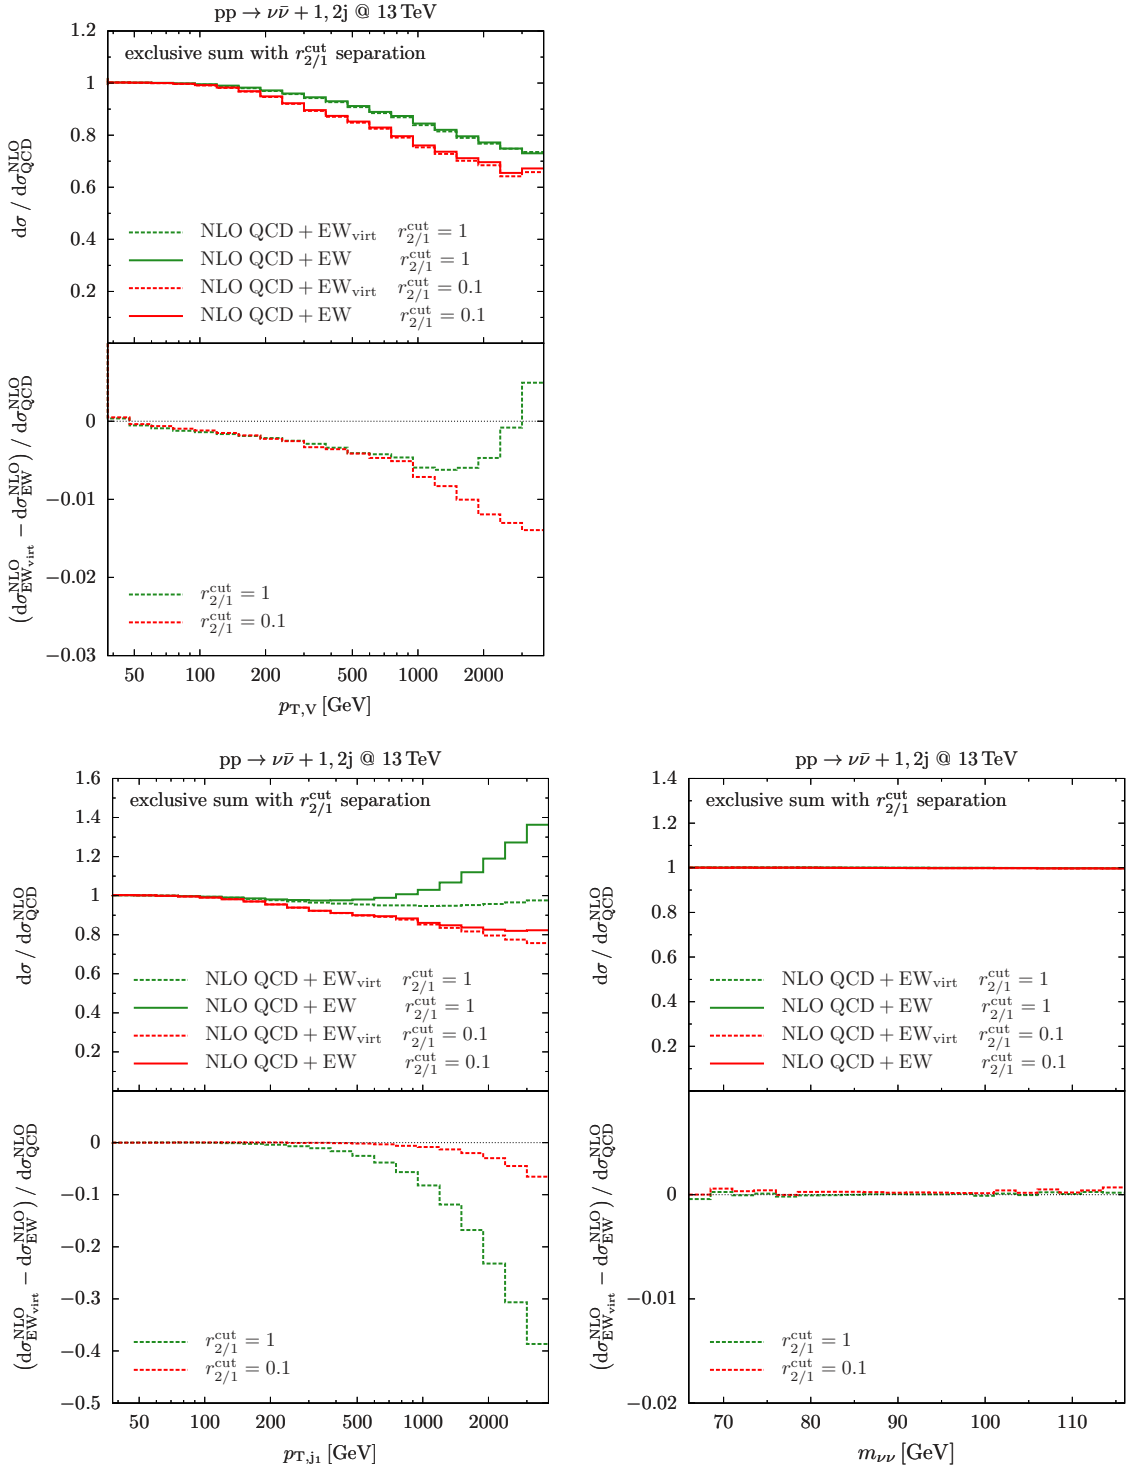 pp → νν̄ + 1, 2j @ 13 TeV
exclusive sum with r^cut_2/1 separation
dσ / dσ^NLO_QCD
1.2
1
0.8
0.6
0.4
0.2
NLO QCD + EW_virt r^cut_2/1 = 1
NLO QCD + EW r^cut_2/1 = 1
NLO QCD + EW_virt r^cut_2/1 = 0.1
NLO QCD + EW r^cut_2/1 = 0.1
(dσ^NLO_EW_virt − dσ^NLO_EW) / dσ^NLO_QCD
0
−0.01
−0.02
−0.03
r^cut_2/1 = 1
r^cut_2/1 = 0.1
50 100 200 500 1000 2000
p_T,V [GeV]
pp → νν̄ + 1, 2j @ 13 TeV
exclusive sum with r^cut_2/1 separation
dσ / dσ^NLO_QCD
1.6
1.4
1.2
1
0.8
0.6
0.4
0.2
NLO QCD + EW_virt r^cut_2/1 = 1
NLO QCD + EW r^cut_2/1 = 1
NLO QCD + EW_virt r^cut_2/1 = 0.1
NLO QCD + EW r^cut_2/1 = 0.1
(dσ^NLO_EW_virt − dσ^NLO_EW) / dσ^NLO_QCD
0
−0.1
−0.2
−0.3
−0.4
−0.5
r^cut_2/1 = 1
r^cut_2/1 = 0.1
50 100 200 500 1000 2000
p_T,j₁ [GeV]
pp → νν̄ + 1, 2j @ 13 TeV
exclusive sum with r^cut_2/1 separation
dσ / dσ^NLO_QCD
1.4
1.2
1
0.8
0.6
0.4
0.2
NLO QCD + EW_virt r^cut_2/1 = 1
NLO QCD + EW r^cut_2/1 = 1
NLO QCD + EW_virt r^cut_2/1 = 0.1
NLO QCD + EW r^cut_2/1 = 0.1
(dσ^NLO_EW_virt − dσ^NLO_EW) / dσ^NLO_QCD
0
−0.01
−0.02
r^cut_2/1 = 1
r^cut_2/1 = 0.1
70 80 90 100 110
m_νν [GeV]